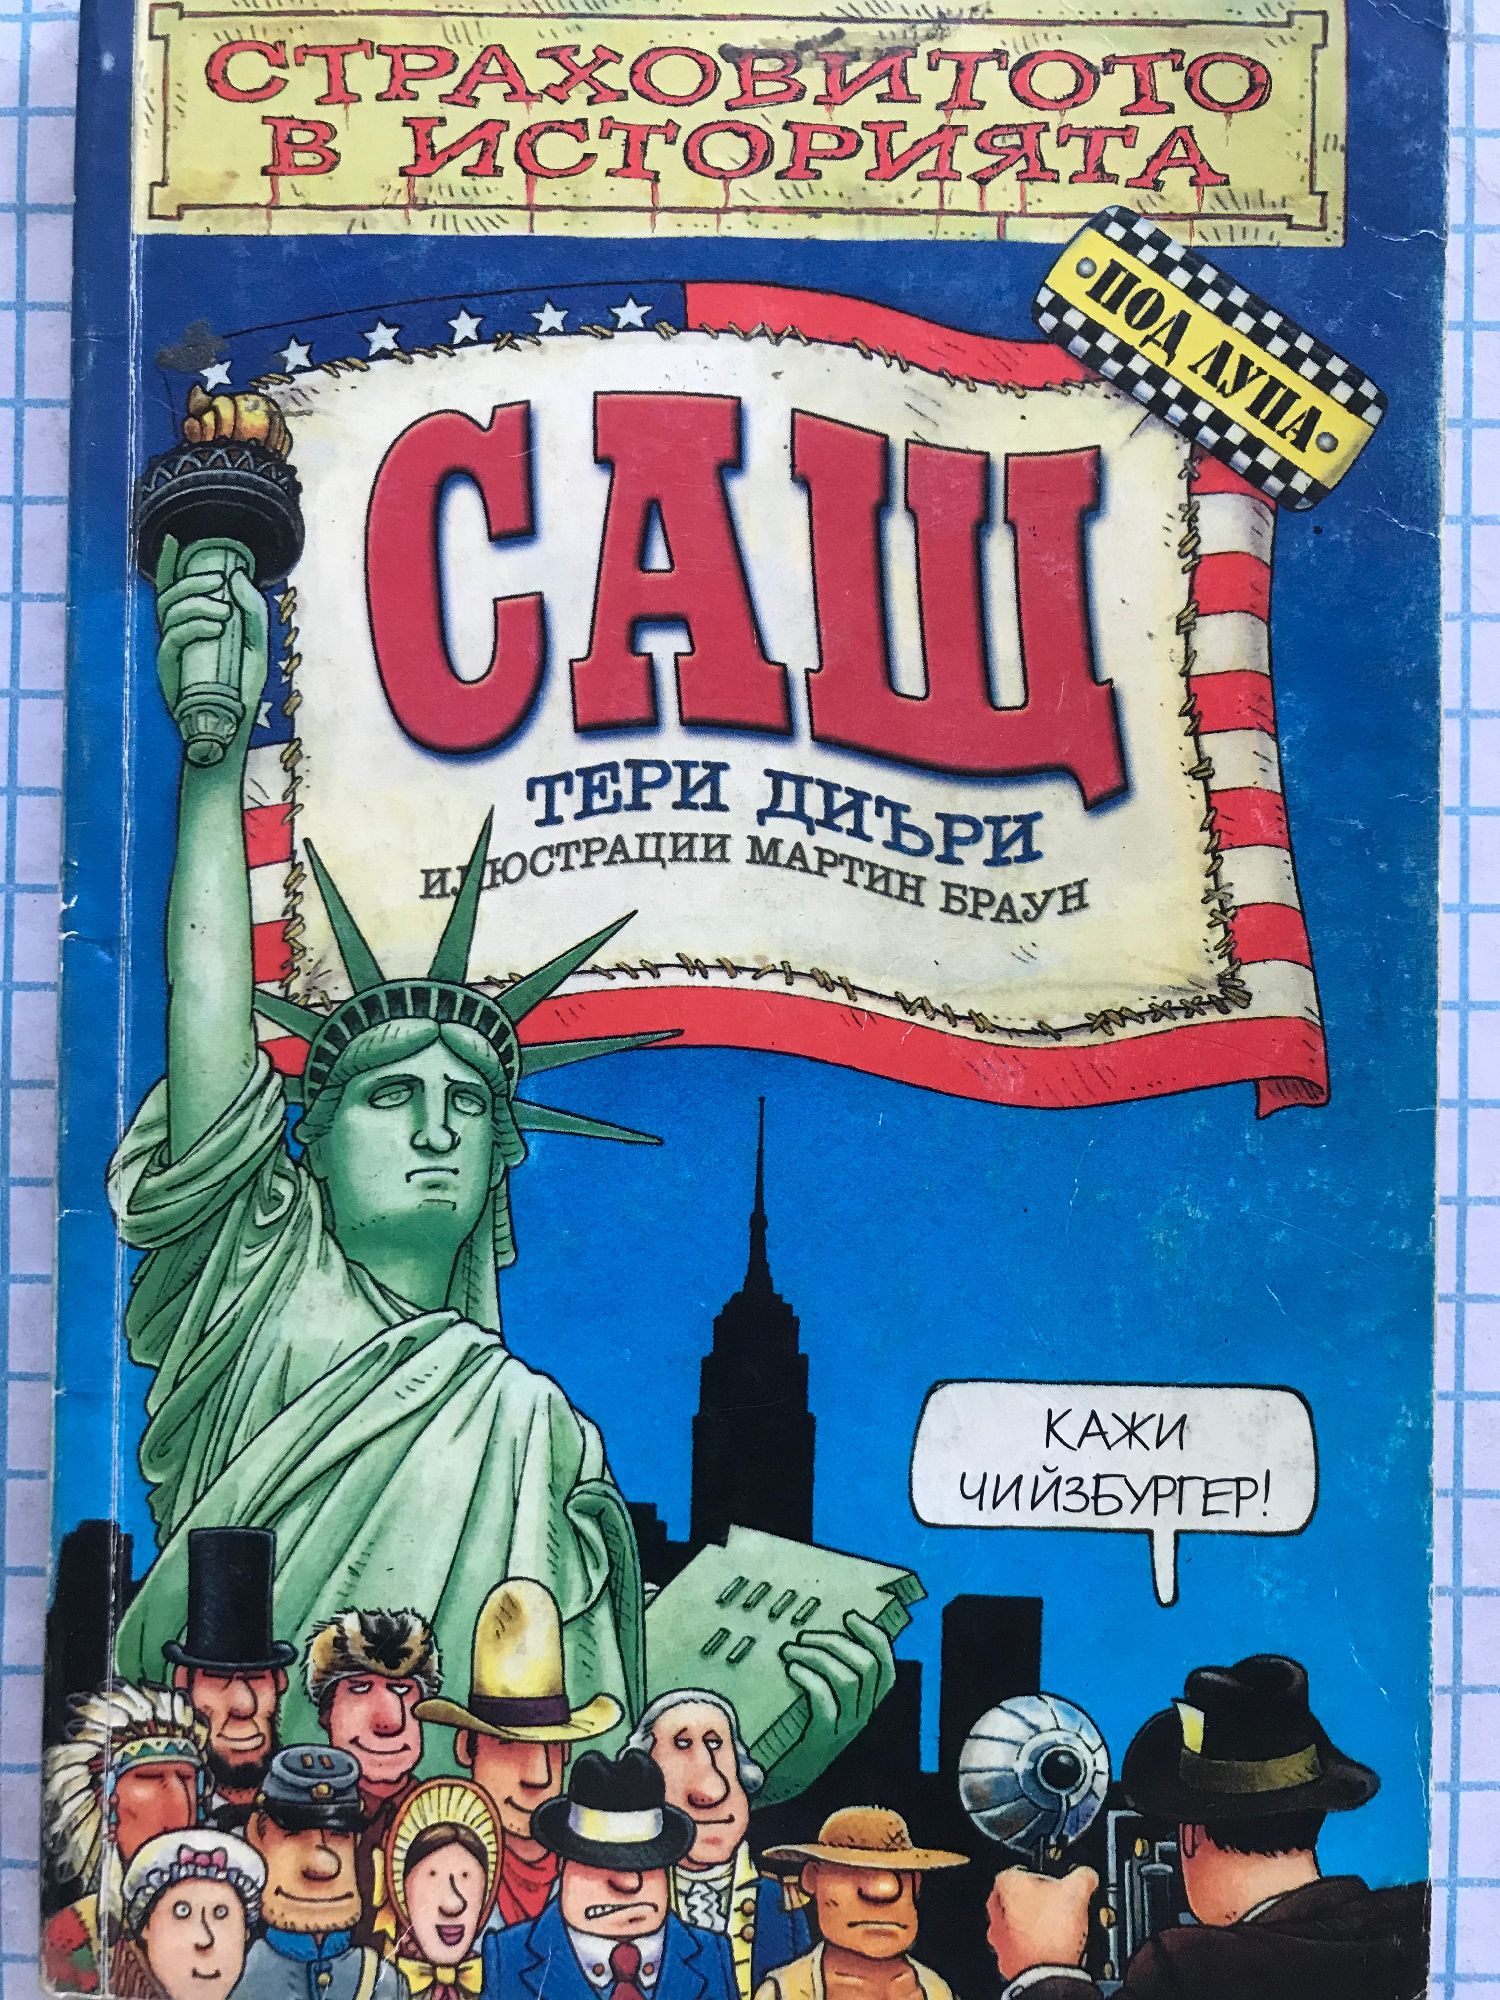 СТРАХОВИТОТО
В ИСТОРИЯТА
ПОД ЛУПА
САЩ
ТЕРИ ДИЪРИ
ИЛЮСТРАЦИИ МАРТИН БРАУН
КАЖИ
ЧИЙЗБУРГЕР!